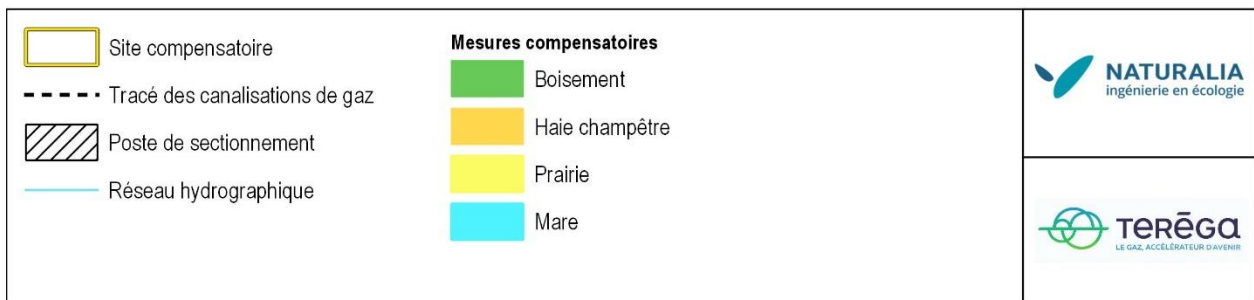 Site compensatoire
Tracé des canalisations de gaz
Poste de sectionnement
Réseau hydrographique
Mesures compensatoires
Boisement
Haie champêtre
Prairie
Mare
NATURALIA
ingénierie en écologie
TERĒGA
LE GAZ, ACCÉLÉRATEUR D'AVENIR